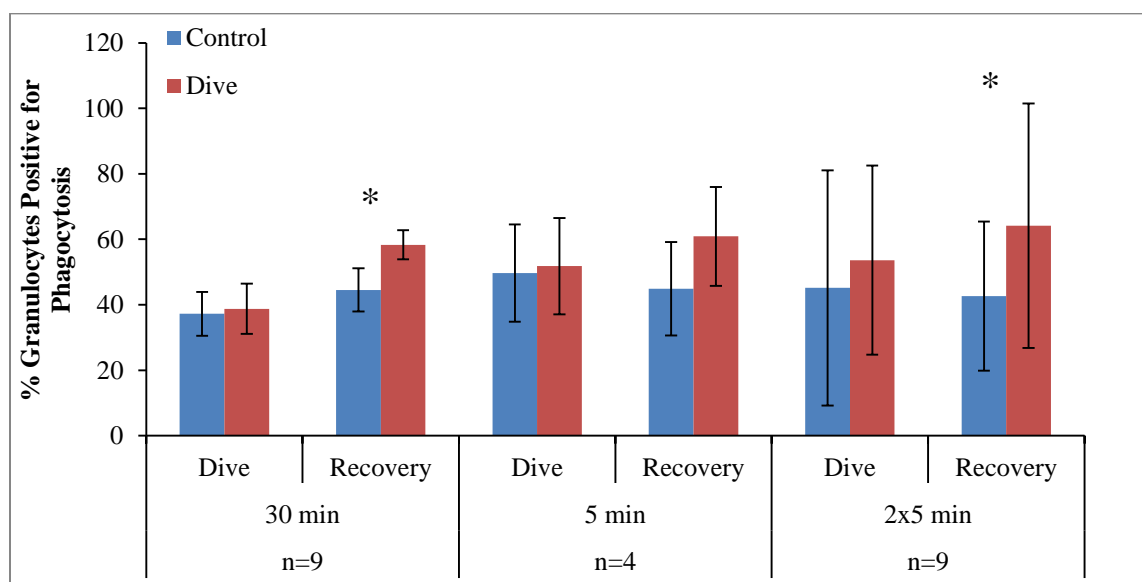 Control
Dive
% Granulocytes Positive for
Phagocytosis
120
100
80
60
40
20
0
*
*
Dive Recovery Dive Recovery Dive Recovery
30 min 5 min 2x5 min
n=9 n=4 n=9